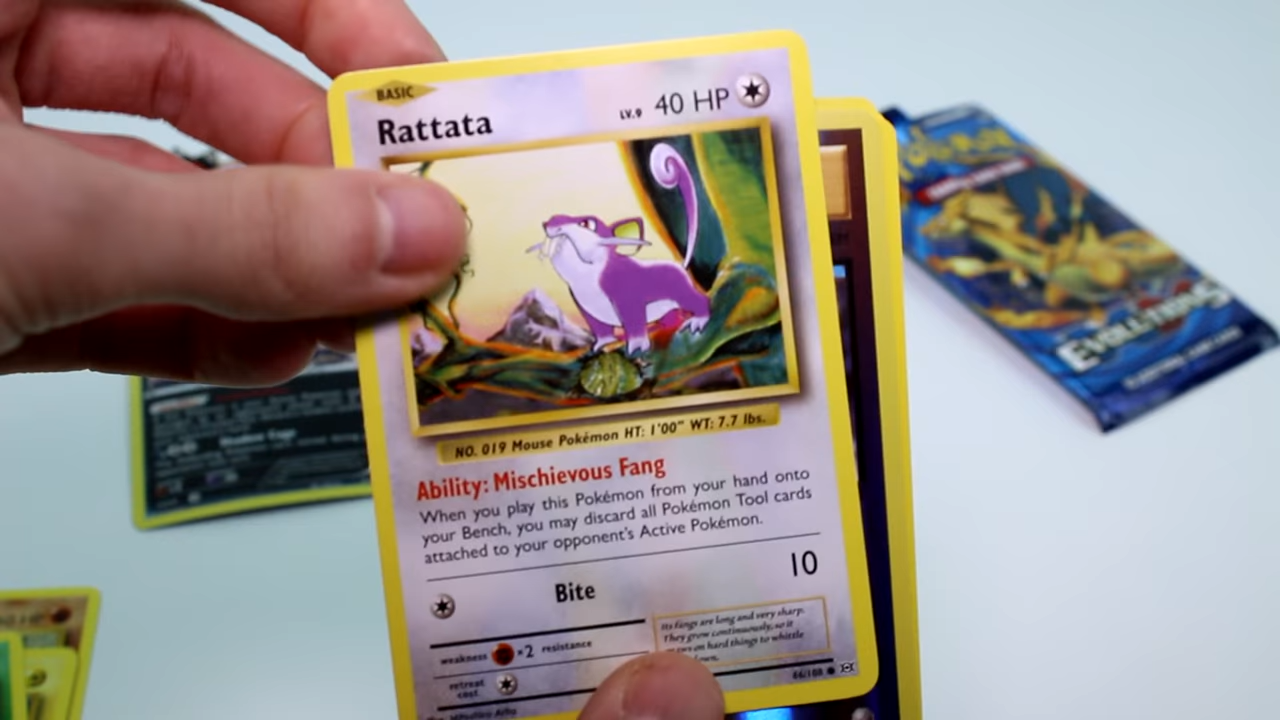 BASIC
Rattata
LV.9 40 HP
NO. 019 Mouse Pokémon HT: 1'00" WT: 7.7 lbs.
Ability: Mischievous Fang
When you play this Pokémon from your hand onto
your Bench, you may discard all Pokémon Tool cards
attached to your opponent's Active Pokémon.
Bite
10
weakness ×2 resistance
retreat
cost
Its fangs are long and very sharp.
They grow continuously, so it
on hard things to whittle
66/108
EVOLUTIONS